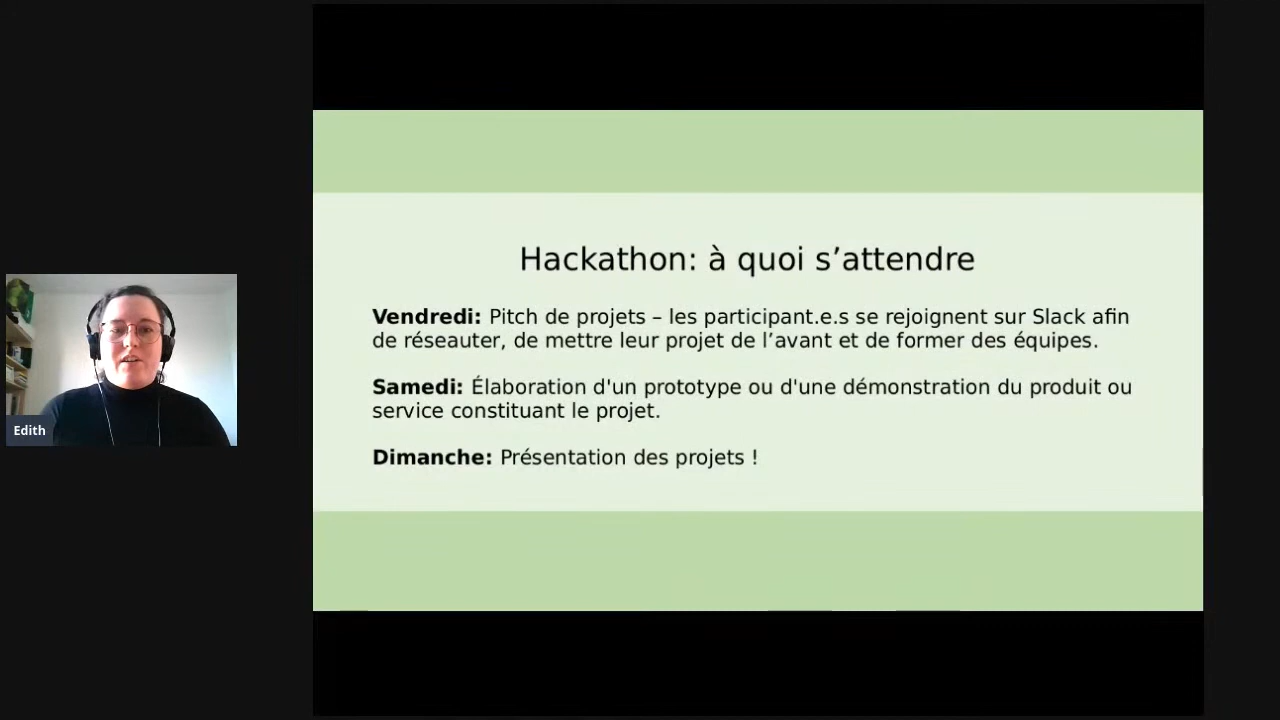 Hackathon: à quoi s’attendre
Vendredi: Pitch de projets – les participant.e.s se rejoignent sur Slack afin
de réseauter, de mettre leur projet de l’avant et de former des équipes.
Samedi: Élaboration d'un prototype ou d'une démonstration du produit ou
service constituant le projet.
Dimanche: Présentation des projets !
Edith